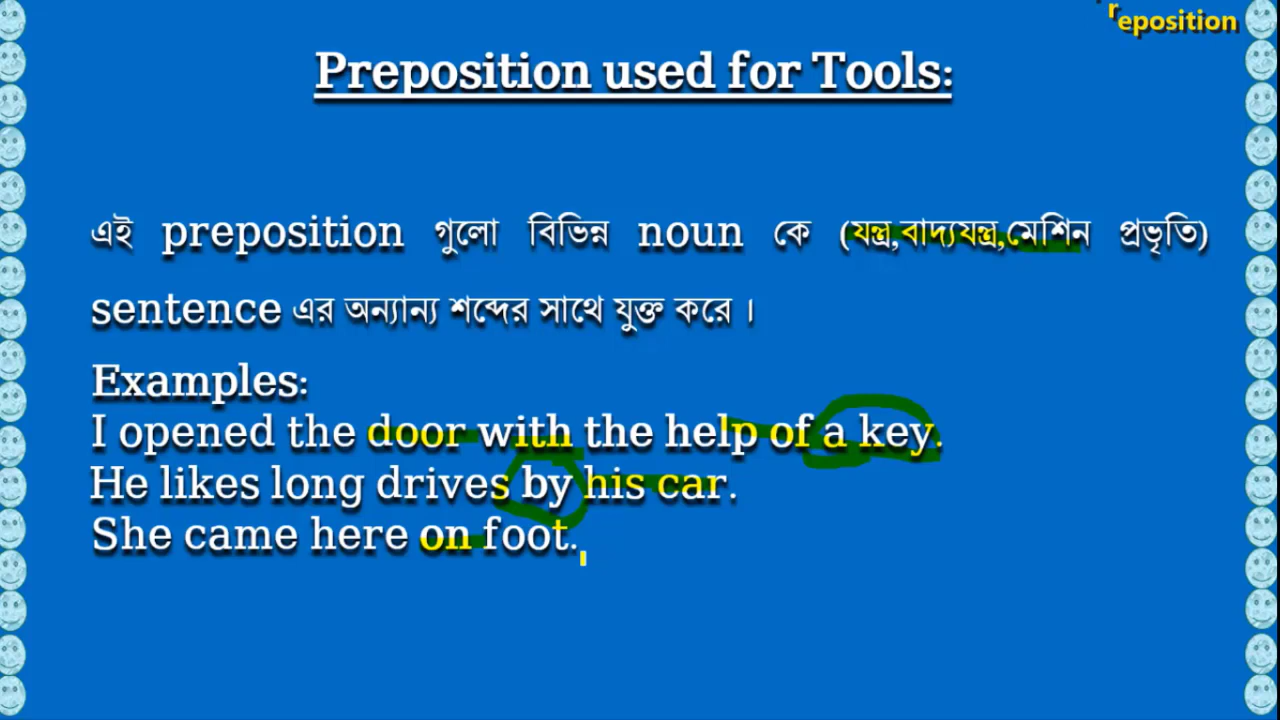 Preposition
Preposition used for Tools:
এই preposition গুলো বিভিন্ন noun কে (যন্ত্র,বাদ্যযন্ত্র,মেশিন প্রভৃতি)
sentence এর অন্যান্য শব্দের সাথে যুক্ত করে ।
Examples:
I opened the door with the help of a key.
He likes long drives by his car.
She came here on foot.